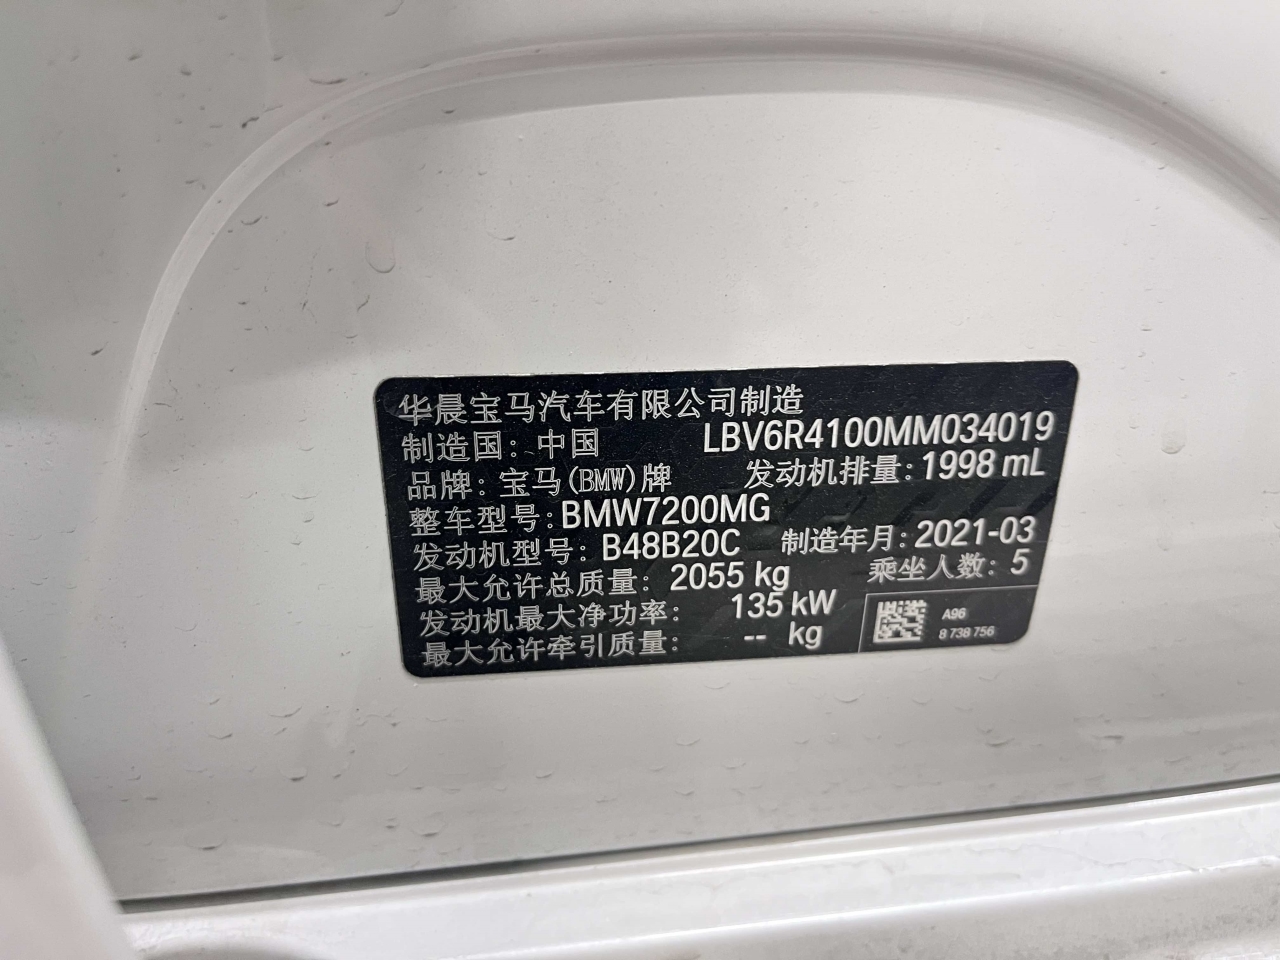 华晨宝马汽车有限公司制造
制造国：中国 LBV6R4100MM034019
品牌：宝马(BMW)牌 发动机排量：1998 mL
整车型号：BMW7200MG
发动机型号：B48B20C 制造年月：2021-03
最大允许总质量：2055 kg 乘坐人数：5
发动机最大净功率：135 kW
最大允许牵引质量：-- kg
A96
8 738 756